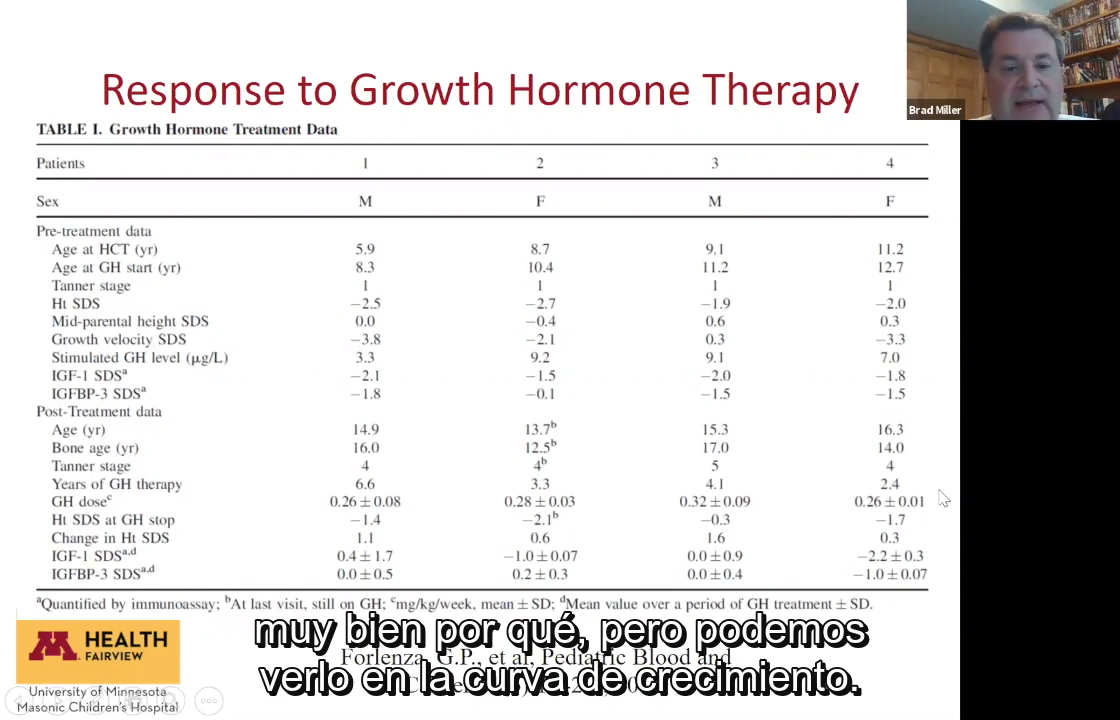 Response to Growth Hormone Therapy
Brad Miller
TABLE I. Growth Hormone Treatment Data
Patients 1 2 3 4
Sex M F M F
Pre-treatment data
Age at HCT (yr) 5.9 8.7 9.1 11.2
Age at GH start (yr) 8.3 10.4 11.2 12.7
Tanner stage 1 1 1 1
Ht SDS −2.5 −2.7 −1.9 −2.0
Mid-parental height SDS 0.0 −0.4 0.6 0.3
Growth velocity SDS −3.8 −2.1 0.3 −3.3
Stimulated GH level (μg/L) 3.3 9.2 9.1 7.0
IGF-1 SDSᵃ −2.1 −1.5 −2.0 −1.8
IGFBP-3 SDSᵃ −1.8 −0.1 −1.5 −1.5
Post-Treatment data
Age (yr) 14.9 13.7ᵇ 15.3 16.3
Bone age (yr) 16.0 12.5ᵇ 17.0 14.0
Tanner stage 4 4ᵇ 5 4
Years of GH therapy 6.6 3.3 4.1 2.4
GH doseᶜ 0.26 ± 0.08 0.28 ± 0.03 0.32 ± 0.09 0.26 ± 0.01
Ht SDS at GH stop −1.4 −2.1ᵇ −0.3 −1.7
Change in Ht SDS 1.1 0.6 1.6 0.3
IGF-1 SDSᵃ,ᵈ 0.4 ± 1.7 −1.0 ± 0.07 0.0 ± 0.9 −2.2 ± 0.3
IGFBP-3 SDSᵃ,ᵈ 0.0 ± 0.5 0.2 ± 0.3 0.0 ± 0.4 −1.0 ± 0.07
ᵃQuantified by immunoassay; ᵇAt last visit, still on GH; ᶜmg/kg/week, mean ± SD; ᵈMean value over a period of GH treatment ± SD.
muy bien por qué, pero podemos
verlo en la curva de crecimiento.
Forlenza, G.P., et al, Pediatric Blood and
M HEALTH
FAIRVIEW
University of Minnesota
Masonic Children's Hospital